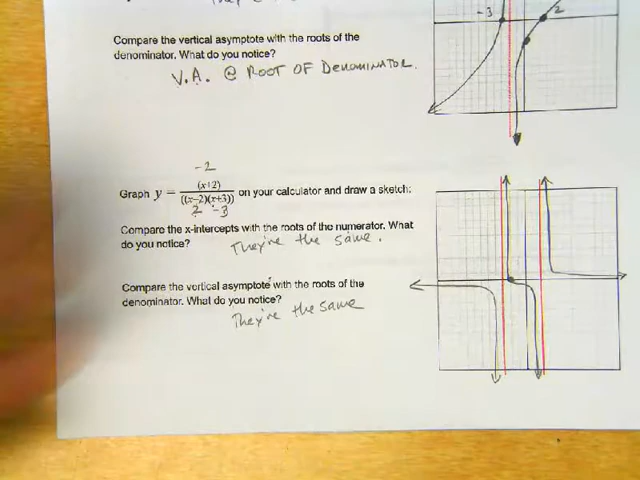 -3
2
Compare the vertical asymptote with the roots of the
denominator. What do you notice?
V.A. @ ROOT OF DENOMINATOR.
-2
Graph y = (x+2) / ((x-2)(x+3)) on your calculator and draw a sketch:
2 -3
Compare the x-intercepts with the roots of the numerator. What
do you notice? They're the same.
Compare the vertical asymptote with the roots of the
denominator. What do you notice?
They're the same